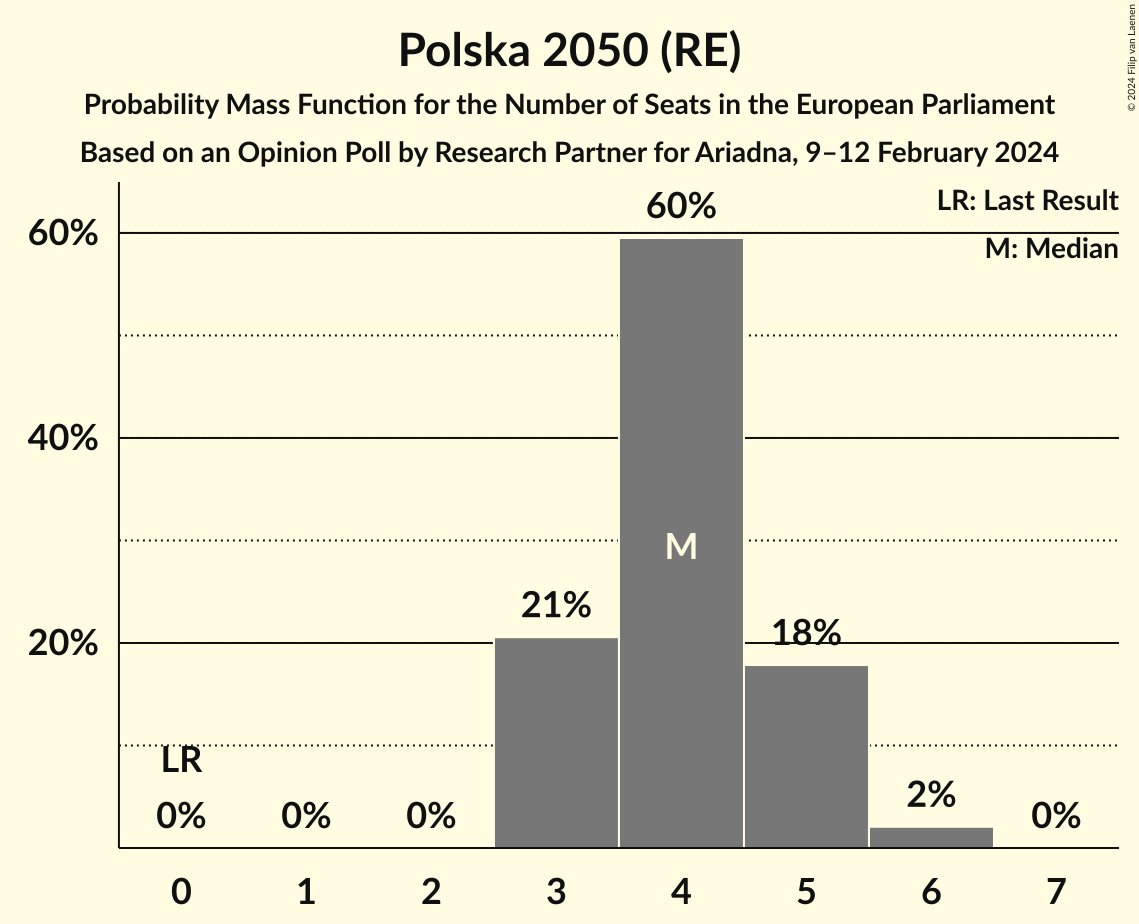 Polska 2050 (RE)
Probability Mass Function for the Number of Seats in the European Parliament
Based on an Opinion Poll by Research Partner for Ariadna, 9–12 February 2024
© 2024 Filip van Laenen
LR: Last Result
M: Median
60%
40%
20%
LR
0%
0%
0%
21%
60%
M
18%
2%
0%
0 1 2 3 4 5 6 7